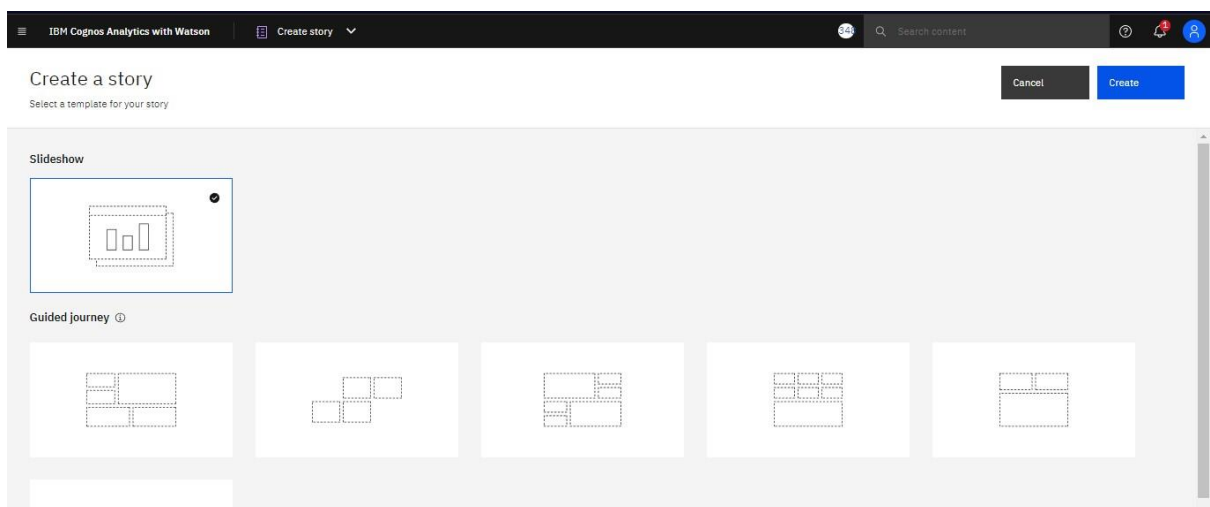 IBM Cognos Analytics with Watson
Create story
Search content
1
Create a story
Select a template for your story
Cancel
Create
Slideshow
Guided journey